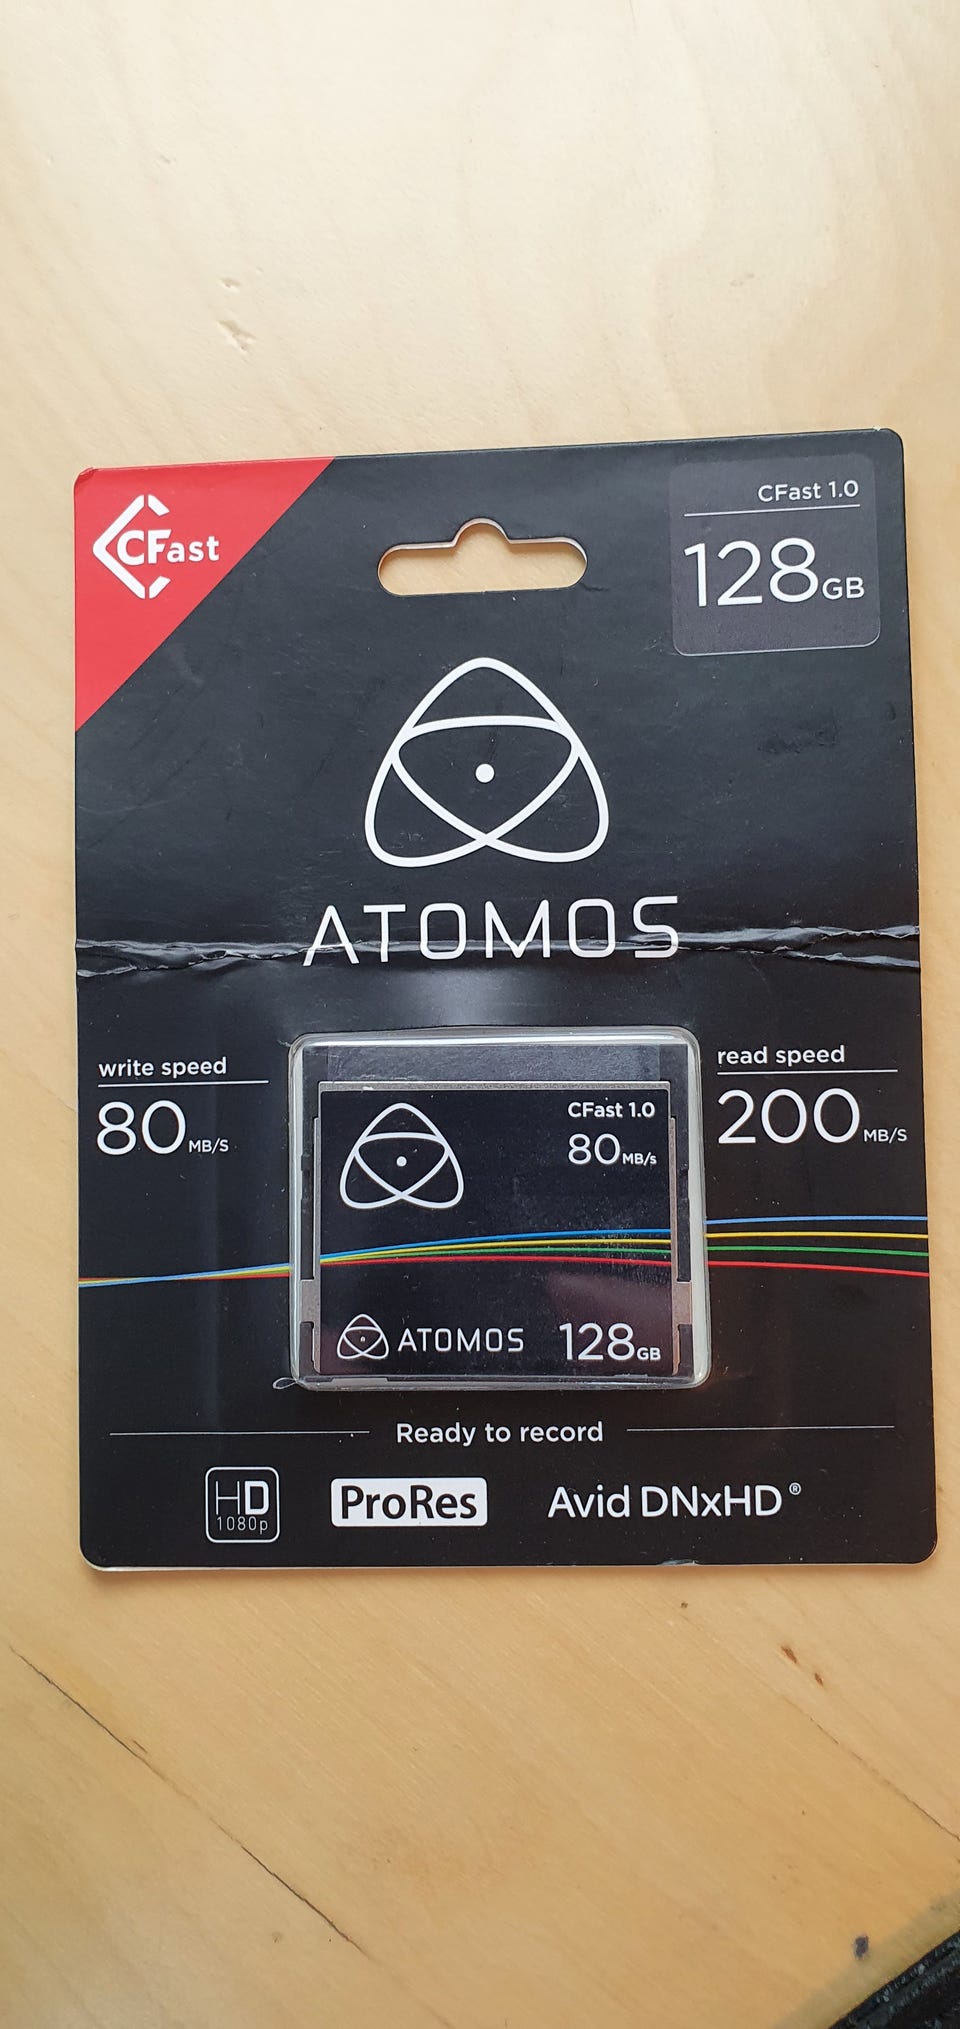 CFast
CFast 1.0
128GB
ATOMOS
write speed
80MB/S
read speed
200MB/S
CFast 1.0
80MB/s
ATOMOS
128GB
Ready to record
HD
1080p
ProRes
Avid DNxHD®